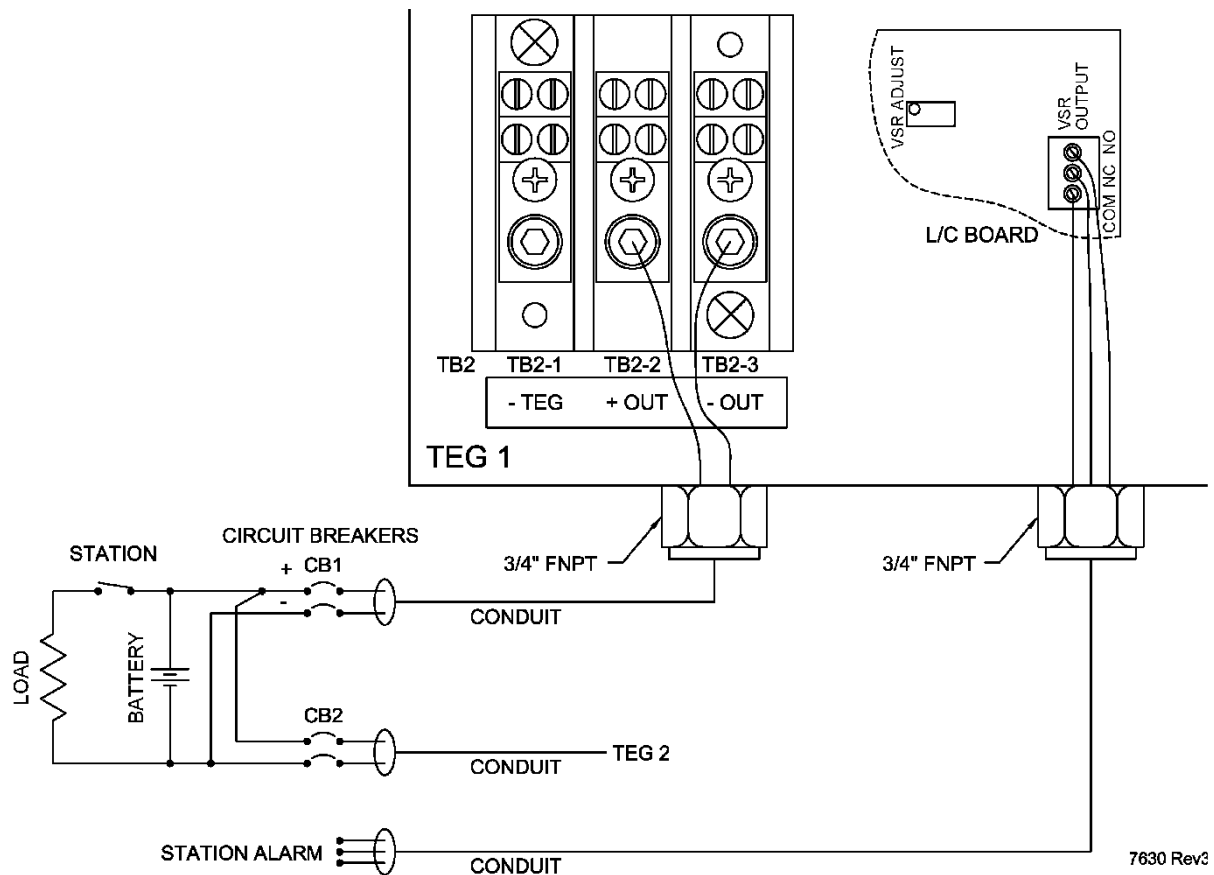 VSR ADJUST
VSR
OUTPUT
COM NC NO
L/C BOARD
TB2 TB2-1 TB2-2 TB2-3
- TEG + OUT - OUT
TEG 1
CIRCUIT BREAKERS
STATION
+ CB1
-
3/4" FNPT
3/4" FNPT
CONDUIT
LOAD
BATTERY
CB2
TEG 2
CONDUIT
STATION ALARM
CONDUIT
7630 Rev3